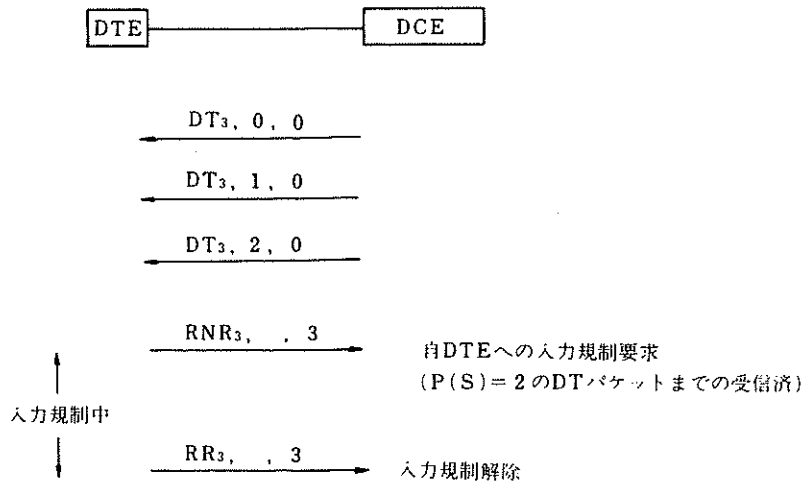 DTE
DCE
DT₃, 0, 0
DT₃, 1, 0
DT₃, 2, 0
RNR₃, , 3
自DTEへの入力規制要求
(P(S)=2のDTパケットまでの受信済)
入力規制中
RR₃, , 3
入力規制解除